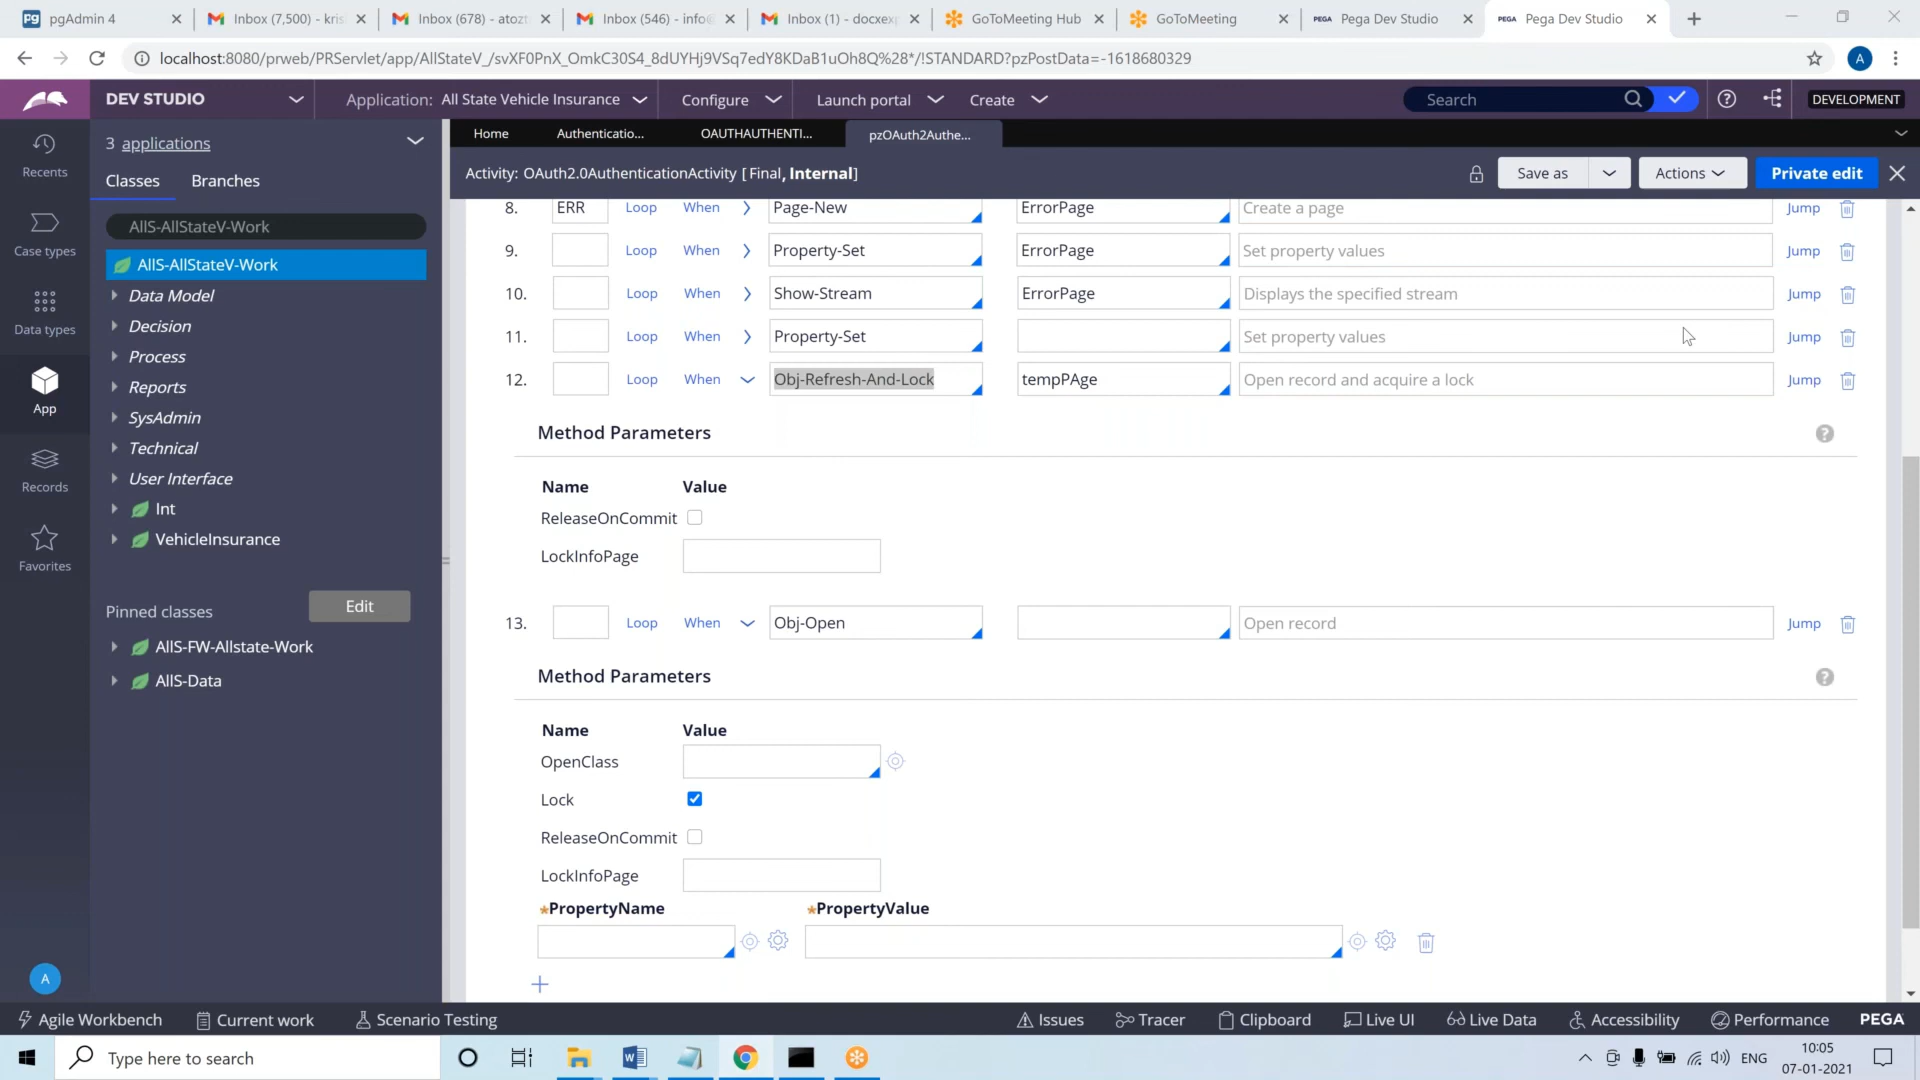 pgAdmin 4
Inbox (7,500) - kris
Inbox (678) - atozt
Inbox (546) - info@
Inbox (1) - docxexp
GoToMeeting Hub
GoToMeeting
PEGA Pega Dev Studio
PEGA Pega Dev Studio
localhost:8080/prweb/PRServlet/app/AllStateV_/svXF0PnX_OmkC30S4_8dUYHj9VSq7edY8KDaB1uOh8Q%28*/!STANDARD?pzPostData=-1618680329
A
DEV STUDIO
Application: All State Vehicle Insurance
Configure
Launch portal
Create
Search
DEVELOPMENT
Recents
Case types
Data types
App
Records
Favorites
A
3 applications
Classes Branches
AllS-AllStateV-Work
AllS-AllStateV-Work
Data Model
Decision
Process
Reports
SysAdmin
Technical
User Interface
Int
VehicleInsurance
Pinned classes Edit
AllS-FW-Allstate-Work
AllS-Data
Home Authenticatio... OAUTHAUTHENTI... pzOAuth2Authe...
Activity: OAuth2.0AuthenticationActivity [ Final, Internal]
Save as Actions Private edit
8. ERR Loop When Page-New ErrorPage Create a page Jump
9. Loop When Property-Set ErrorPage Set property values Jump
10. Loop When Show-Stream ErrorPage Displays the specified stream Jump
11. Loop When Property-Set Set property values Jump
12. Loop When Obj-Refresh-And-Lock tempPAge Open record and acquire a lock Jump
Method Parameters
Name Value
ReleaseOnCommit
LockInfoPage
13. Loop When Obj-Open Open record Jump
Method Parameters
Name Value
OpenClass
Lock
ReleaseOnCommit
LockInfoPage
*PropertyName *PropertyValue
Agile Workbench Current work Scenario Testing Issues Tracer Clipboard Live UI Live Data Accessibility Performance PEGA
Type here to search
ENG
10:05
07-01-2021